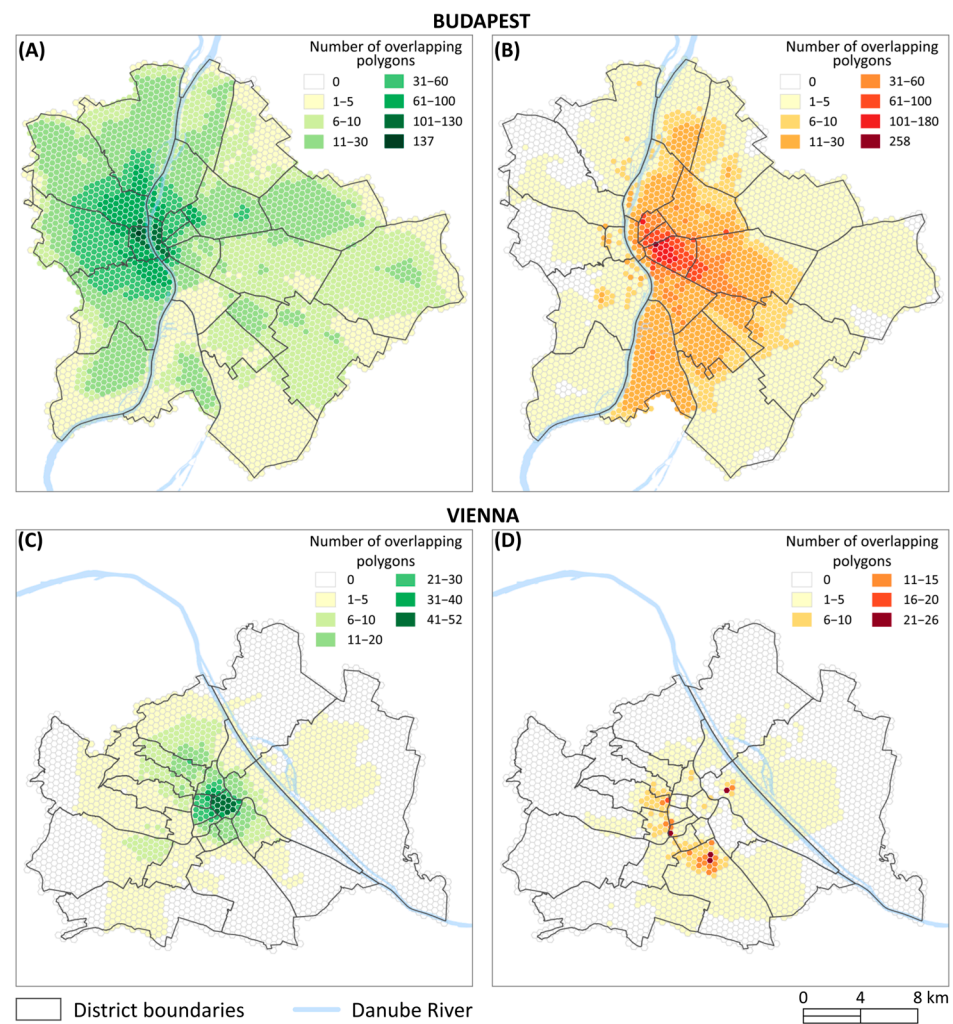 BUDAPEST
(A)
Number of overlapping
polygons
0
31–60
1–5
61–100
6–10
101–130
11–30
137
(B)
Number of overlapping
polygons
0
31–60
1–5
61–100
6–10
101–180
11–30
258
VIENNA
(C)
Number of overlapping
polygons
0
21–30
1–5
31–40
6–10
41–52
11–20
(D)
Number of overlapping
polygons
0
11–15
1–5
16–20
6–10
21–26
District boundaries
Danube River
0 4 8 km